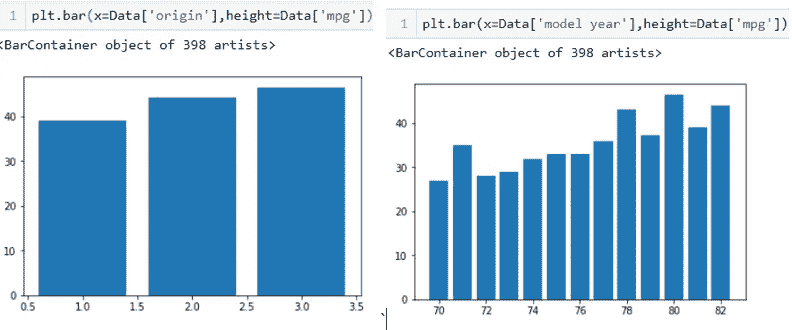 1 plt.bar(x=Data['origin'],height=Data['mpg'])
<BarContainer object of 398 artists>
40
30
20
10
0
0.5 1.0 1.5 2.0 2.5 3.0 3.5
1 plt.bar(x=Data['model year'],height=Data['mpg'])
<BarContainer object of 398 artists>
40
30
20
10
0
70 72 74 76 78 80 82